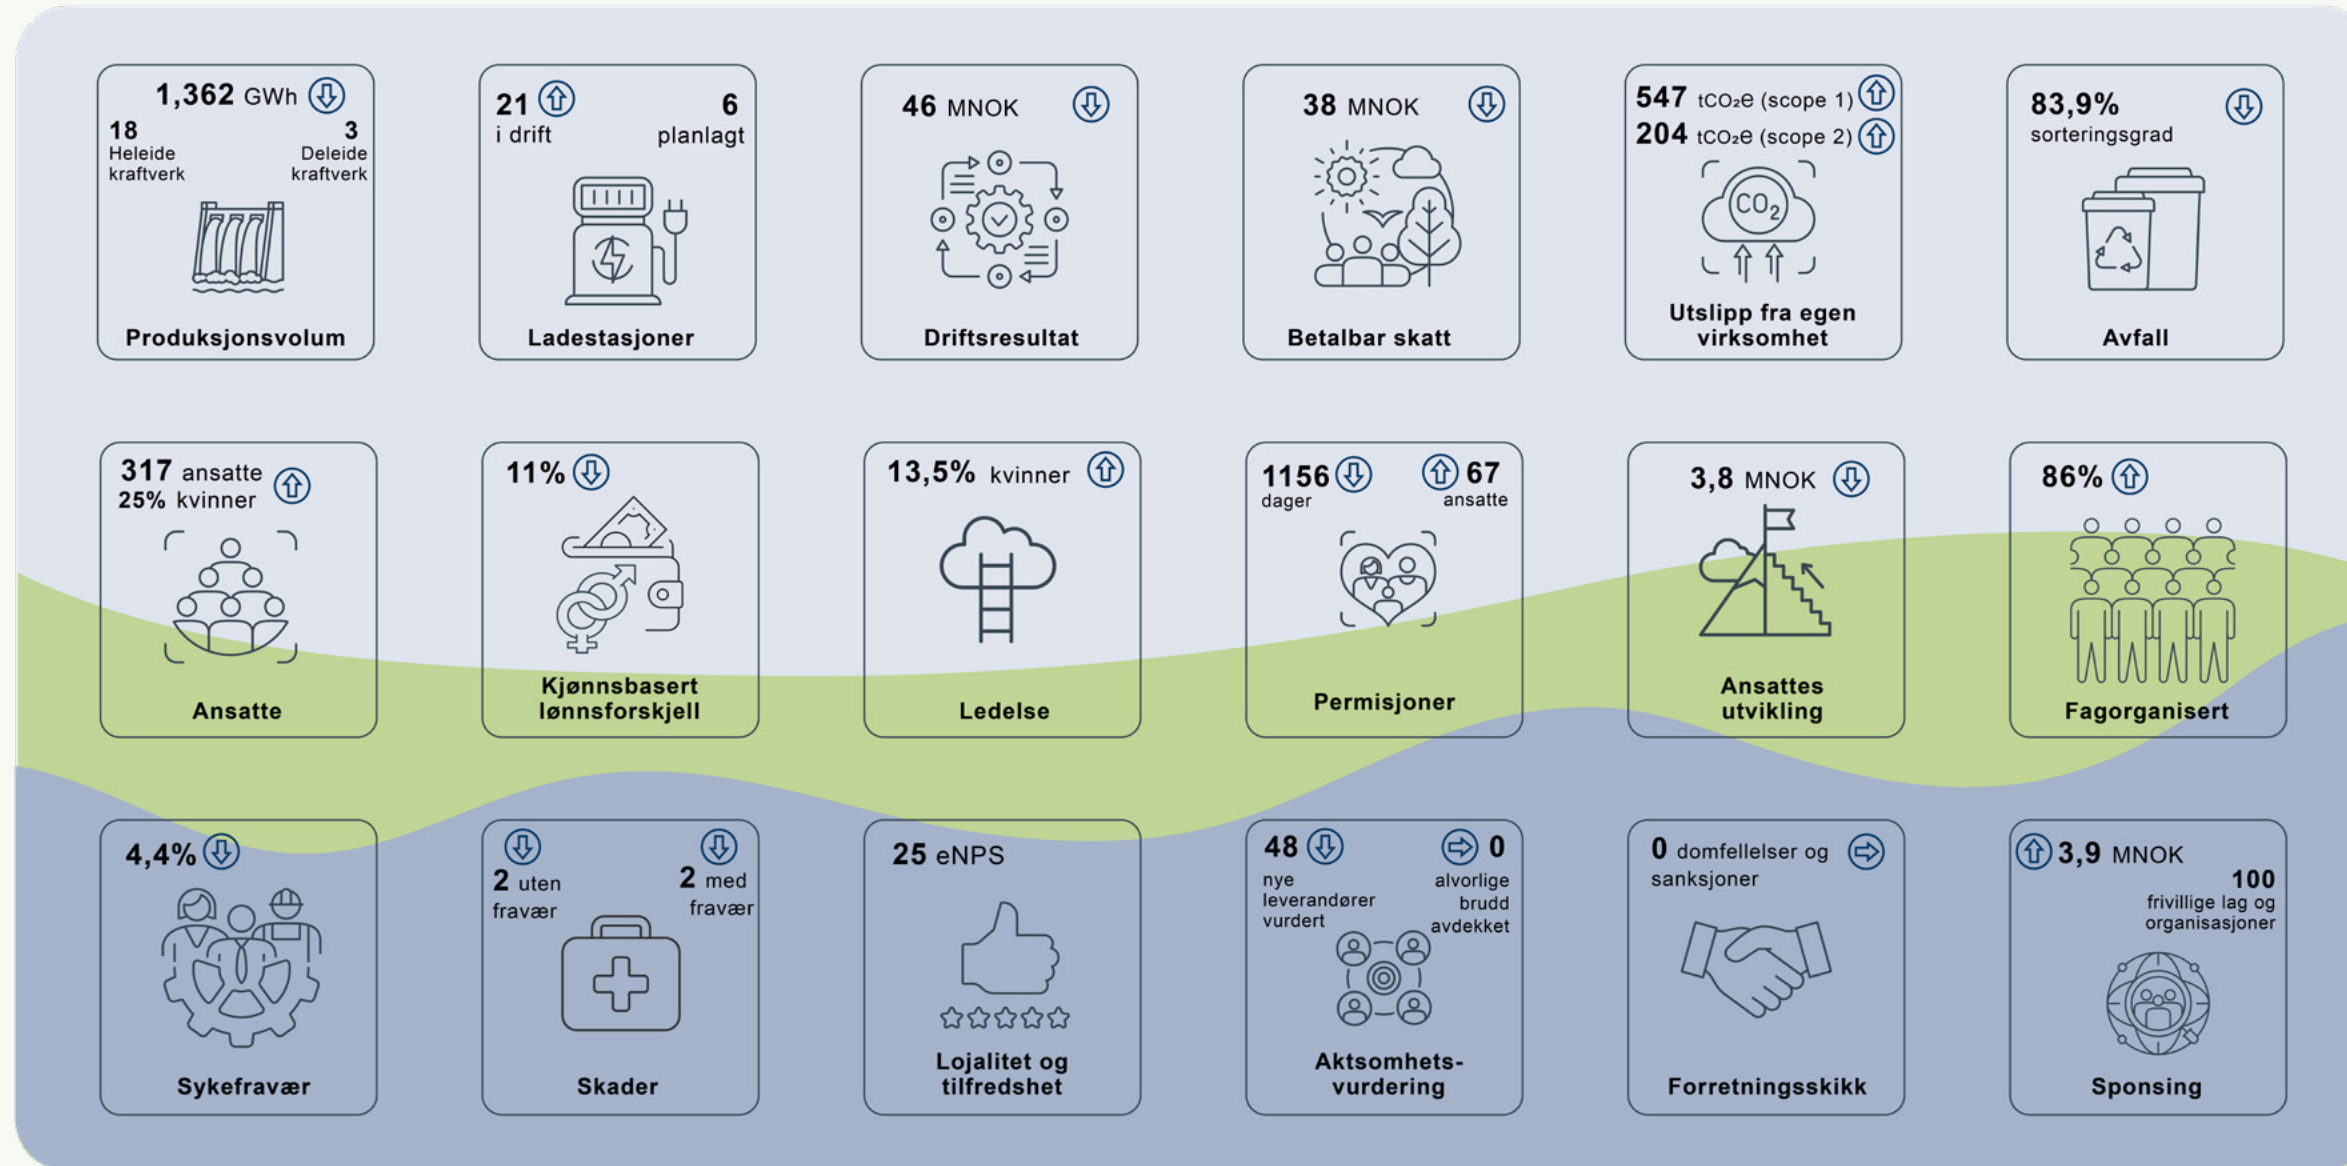 1,362 GWh
18
Heleide
kraftverk
3
Deleide
kraftverk
Produksjonsvolum
21
i drift
6
planlagt
Ladestasjoner
46 MNOK
Driftsresultat
38 MNOK
Betalbar skatt
547 tCO₂e (scope 1)
204 tCO₂e (scope 2)
CO₂
Utslipp fra egen
virksomhet
83,9%
sorteringsgrad
Avfall
317 ansatte
25% kvinner
Ansatte
11%
Kjønnsbasert
lønnsforskjell
13,5% kvinner
Ledelse
1156
dager
67
ansatte
Permisjoner
3,8 MNOK
Ansattes
utvikling
86%
Fagorganisert
4,4%
Sykefravær
2 uten
fravær
2 med
fravær
Skader
25 eNPS
Lojalitet og
tilfredshet
48
nye
leverandører
vurdert
0
alvorlige
brudd
avdekket
Aktsomhets-
vurdering
0 domfellelser og
sanksjoner
Forretningsskikk
3,9 MNOK
100
frivillige lag og
organisasjoner
Sponsing